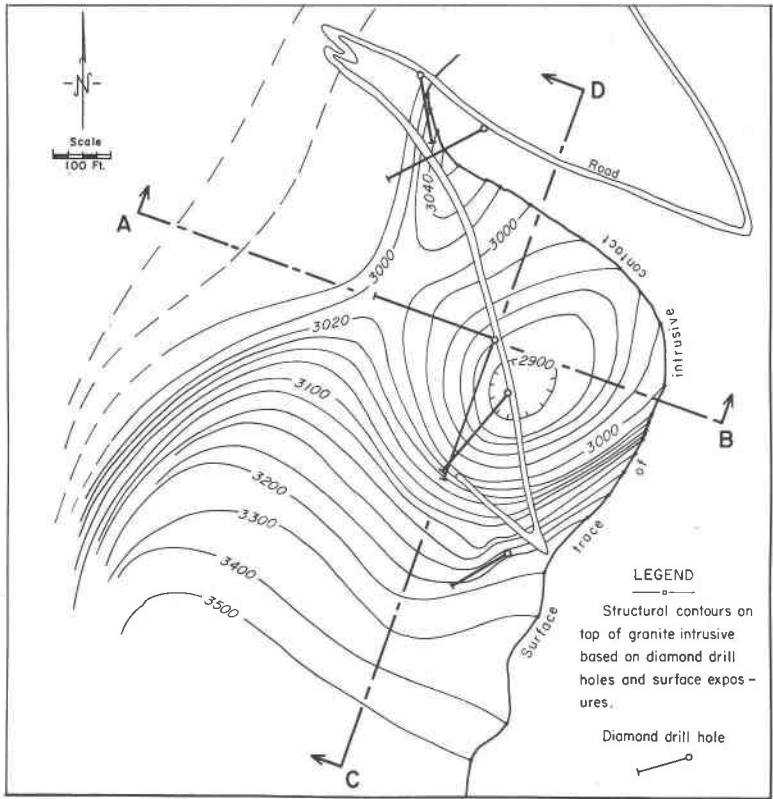 N
Scale
100 Ft.
D
A
Road
3040
3000
contact
3000
3020
intrusive
2900
3100
B
3000
of
3200
trace
3300
3400
3500
Surface
LEGEND
Structural contours on
top of granite intrusive
based on diamond drill
holes and surface expos-
ures.
Diamond drill hole
C